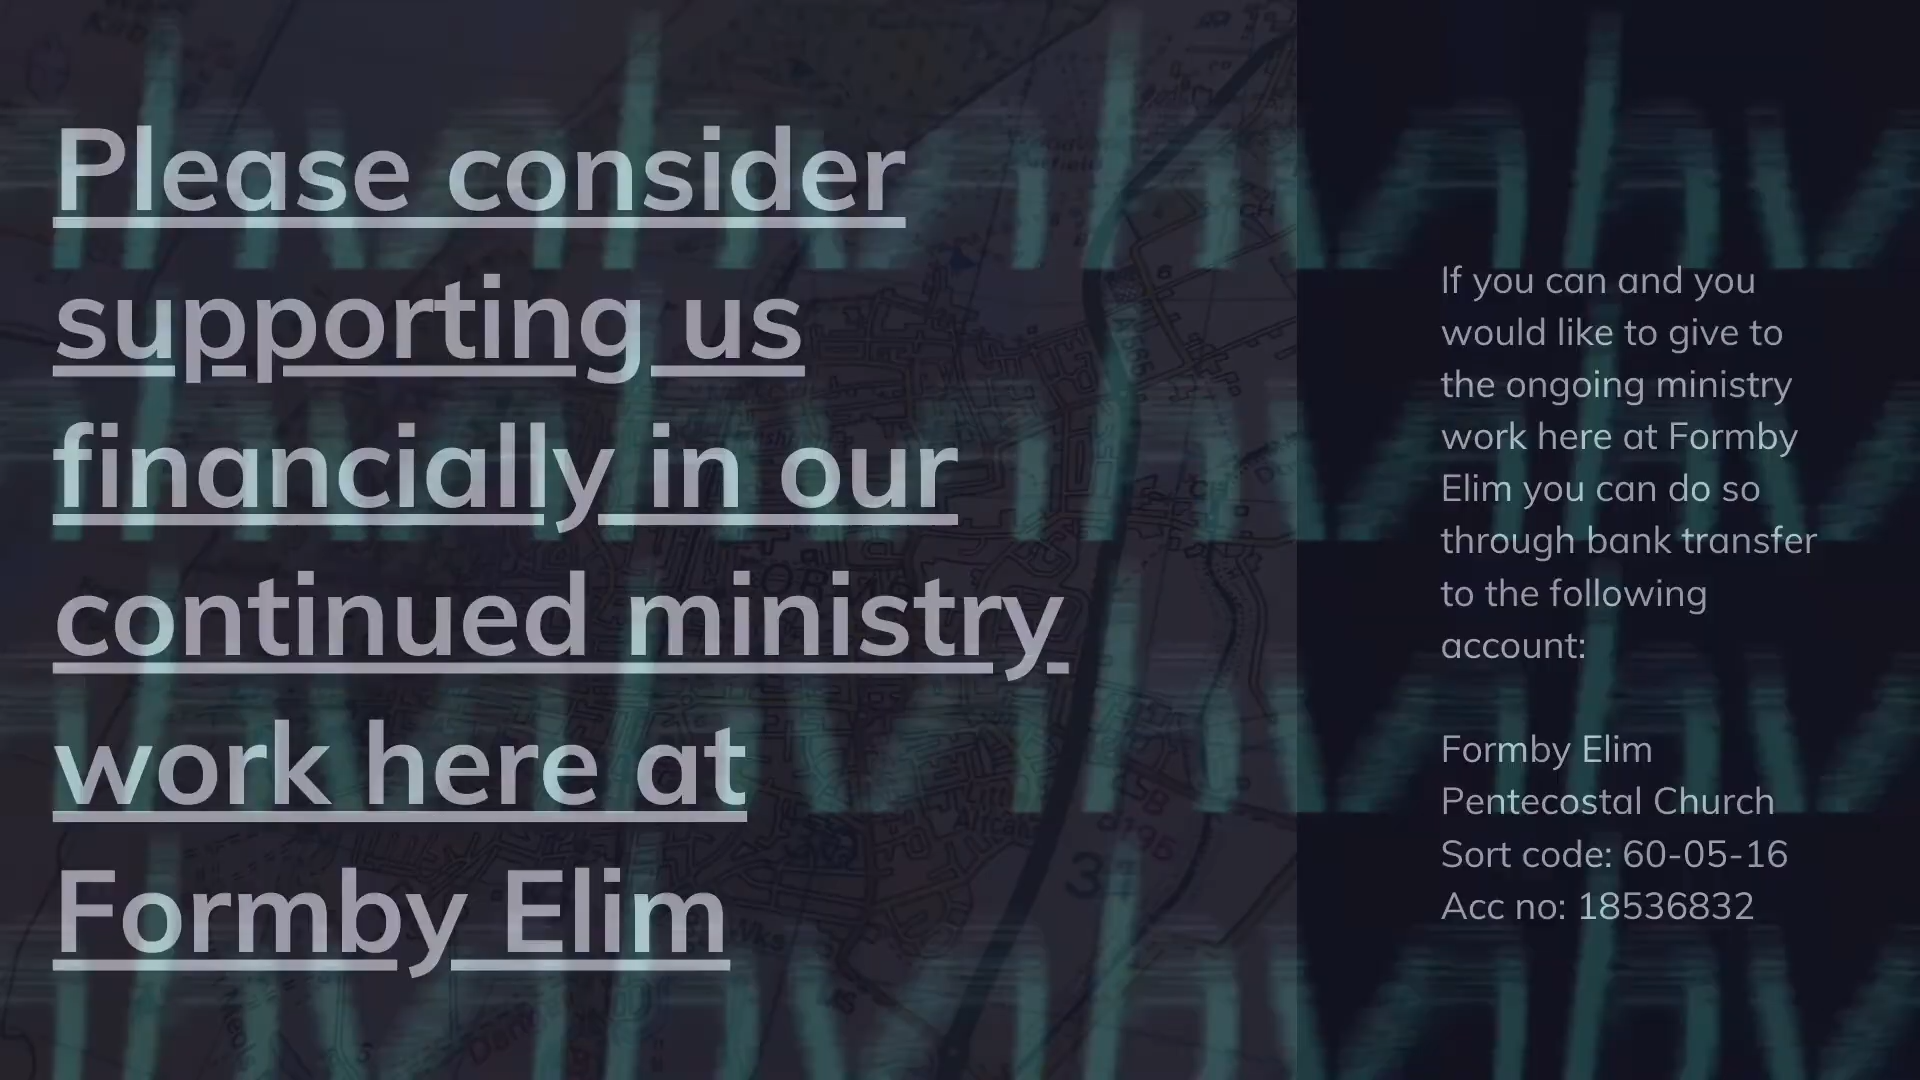 Please consider
supporting us
financially in our
continued ministry
work here at
Formby Elim
If you can and you
would like to give to
the ongoing ministry
work here at Formby
Elim you can do so
through bank transfer
to the following
account:
Formby Elim
Pentecostal Church
Sort code: 60-05-16
Acc no: 18536832